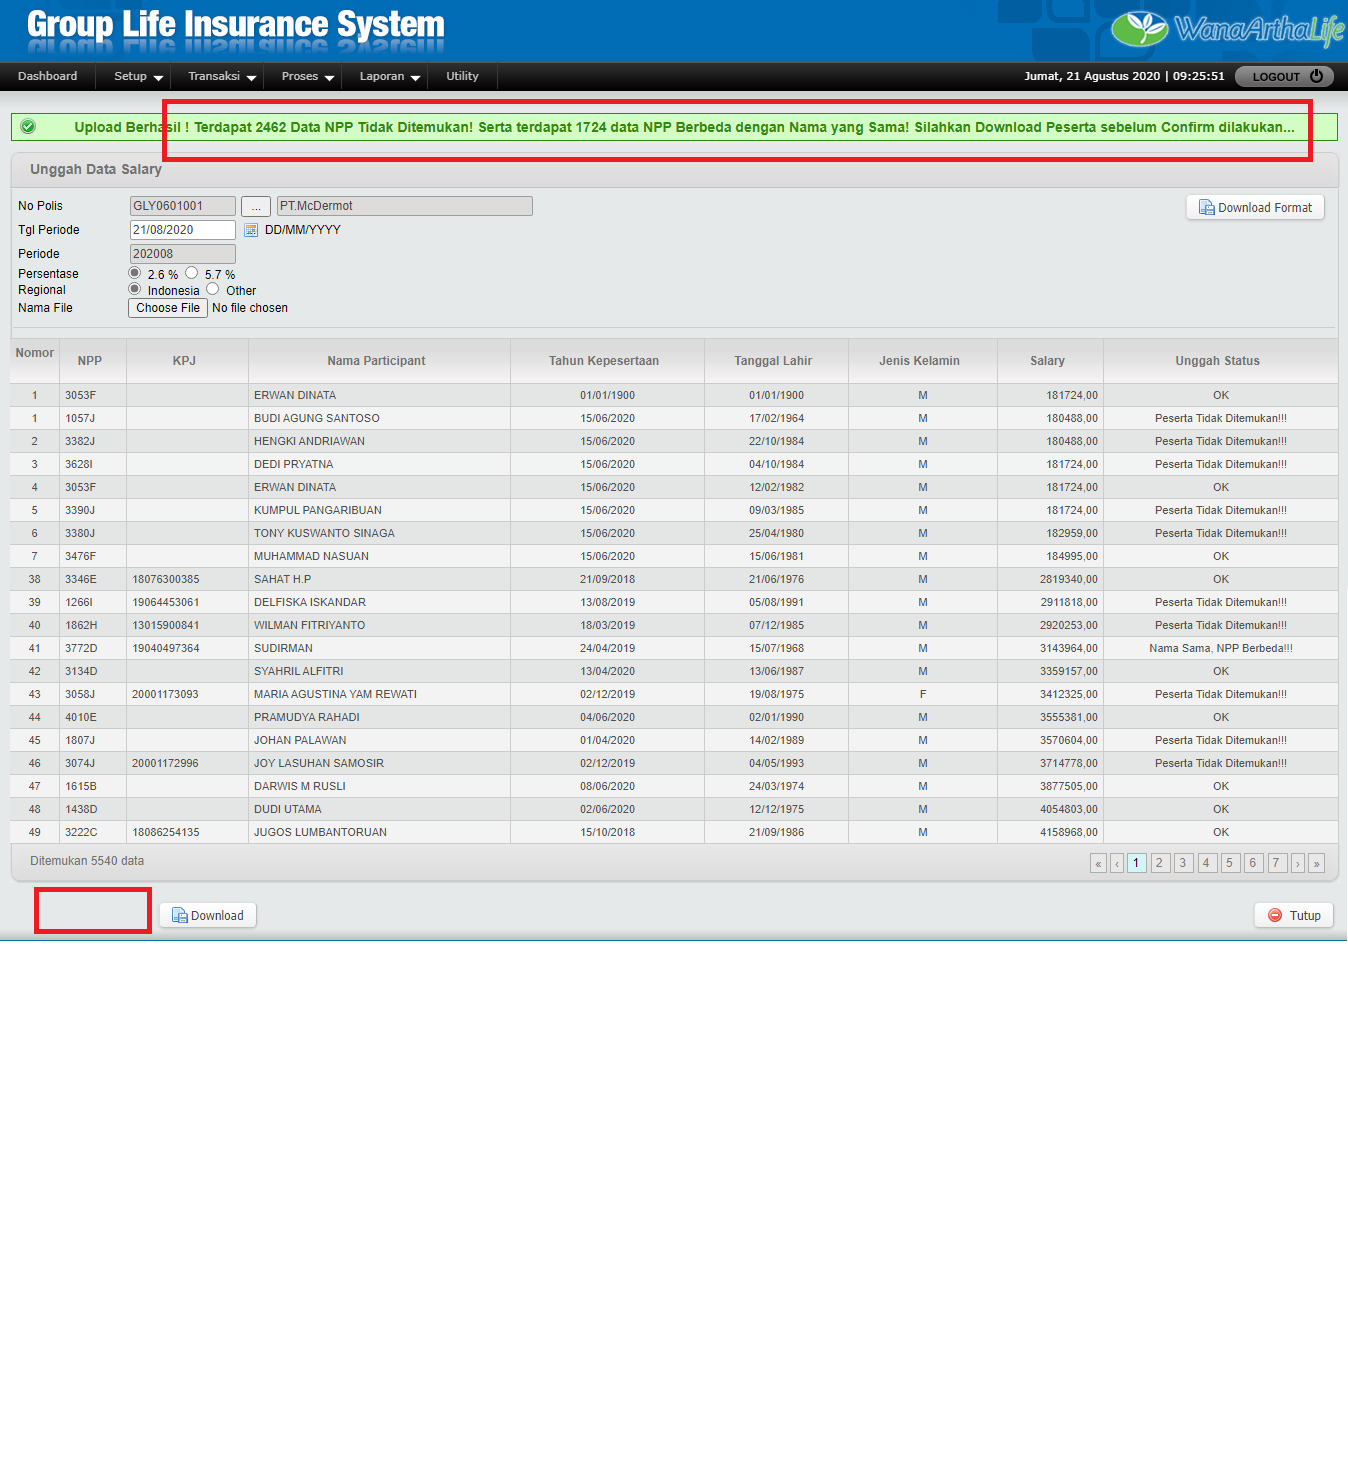 Group Life Insurance System
WanaArthaLife
Dashboard Setup Transaksi Proses Laporan Utility Jumat, 21 Agustus 2020 | 09:25:51 LOGOUT
Upload Berhasil ! Terdapat 2462 Data NPP Tidak Ditemukan! Serta terdapat 1724 data NPP Berbeda dengan Nama yang Sama! Silahkan Download Peserta sebelum Confirm dilakukan...
Unggah Data Salary
No Polis GLY0601001 ... PT.McDermot Download Format
Tgl Periode 21/08/2020 DD/MM/YYYY
Periode 202008
Persentase 2.6 % 5.7 %
Regional Indonesia Other
Nama File Choose File No file chosen
Nomor NPP KPJ Nama Participant Tahun Kepesertaan Tanggal Lahir Jenis Kelamin Salary Unggah Status
1 3053F ERWAN DINATA 01/01/1900 01/01/1900 M 181724,00 OK
1 1057J BUDI AGUNG SANTOSO 15/06/2020 17/02/1964 M 180488,00 Peserta Tidak Ditemukan!!!
2 3382J HENGKI ANDRIAWAN 15/06/2020 22/10/1984 M 180488,00 Peserta Tidak Ditemukan!!!
3 3628I DEDI PRYATNA 15/06/2020 04/10/1984 M 181724,00 Peserta Tidak Ditemukan!!!
4 3053F ERWAN DINATA 15/06/2020 12/02/1982 M 181724,00 OK
5 3390J KUMPUL PANGARIBUAN 15/06/2020 09/03/1985 M 181724,00 Peserta Tidak Ditemukan!!!
6 3380J TONY KUSWANTO SINAGA 15/06/2020 25/04/1980 M 182959,00 Peserta Tidak Ditemukan!!!
7 3476F MUHAMMAD NASUAN 15/06/2020 15/06/1981 M 184995,00 OK
38 3346E 18076300385 SAHAT H.P 21/09/2018 21/06/1976 M 2819340,00 OK
39 1266I 19064453061 DELFISKA ISKANDAR 13/08/2019 05/08/1991 M 2911818,00 Peserta Tidak Ditemukan!!!
40 1862H 13015900841 WILMAN FITRIYANTO 18/03/2019 07/12/1985 M 2920253,00 Peserta Tidak Ditemukan!!!
41 3772D 19040497364 SUDIRMAN 24/04/2019 15/07/1968 M 3143964,00 Nama Sama, NPP Berbeda!!!
42 3134D SYAHRIL ALFITRI 13/04/2020 13/06/1987 M 3359157,00 OK
43 3058J 20001173093 MARIA AGUSTINA YAM REWATI 02/12/2019 19/08/1975 F 3412325,00 Peserta Tidak Ditemukan!!!
44 4010E PRAMUDYA RAHADI 04/06/2020 02/01/1990 M 3555381,00 OK
45 1807J JOHAN PALAWAN 01/04/2020 14/02/1989 M 3570604,00 Peserta Tidak Ditemukan!!!
46 3074J 20001172996 JOY LASUHAN SAMOSIR 02/12/2019 04/05/1993 M 3714778,00 Peserta Tidak Ditemukan!!!
47 1615B DARWIS M RUSLI 08/06/2020 24/03/1974 M 3877505,00 OK
48 1438D DUDI UTAMA 02/06/2020 12/12/1975 M 4054803,00 OK
49 3222C 18086254135 JUGOS LUMBANTORUAN 15/10/2018 21/09/1986 M 4158968,00 OK
Ditemukan 5540 data « ‹ 1 2 3 4 5 6 7 › »
Download Tutup